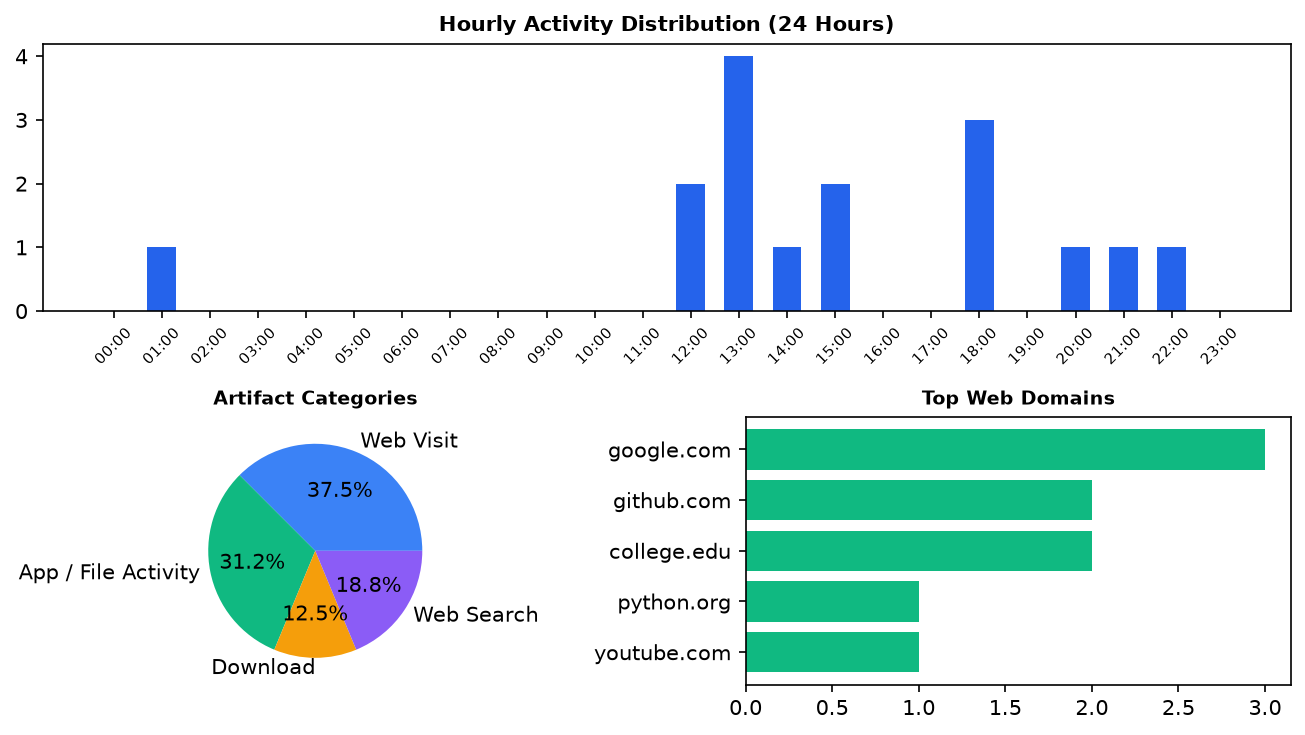 Hourly Activity Distribution (24 Hours)
4
3
2
1
0
00:00 01:00 02:00 03:00 04:00 05:00 06:00 07:00 08:00 09:00 10:00 11:00 12:00 13:00 14:00 15:00 16:00 17:00 18:00 19:00 20:00 21:00 22:00 23:00
Artifact Categories
Web Visit
37.5%
31.2%
App / File Activity
18.8%
12.5%
Web Search
Download
Top Web Domains
google.com
github.com
college.edu
python.org
youtube.com
0.0 0.5 1.0 1.5 2.0 2.5 3.0